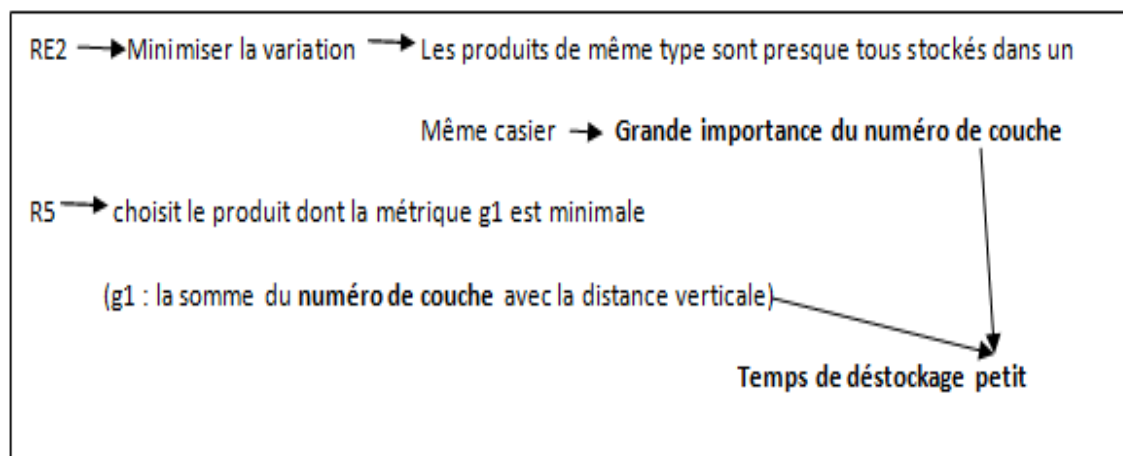 RE2 Minimiser la variation Les produits de même type sont presque tous stockés dans un
Même casier Grande importance du numéro de couche
R5 choisit le produit dont la métrique g1 est minimale
(g1 : la somme du numéro de couche avec la distance verticale)
Temps de déstockage petit